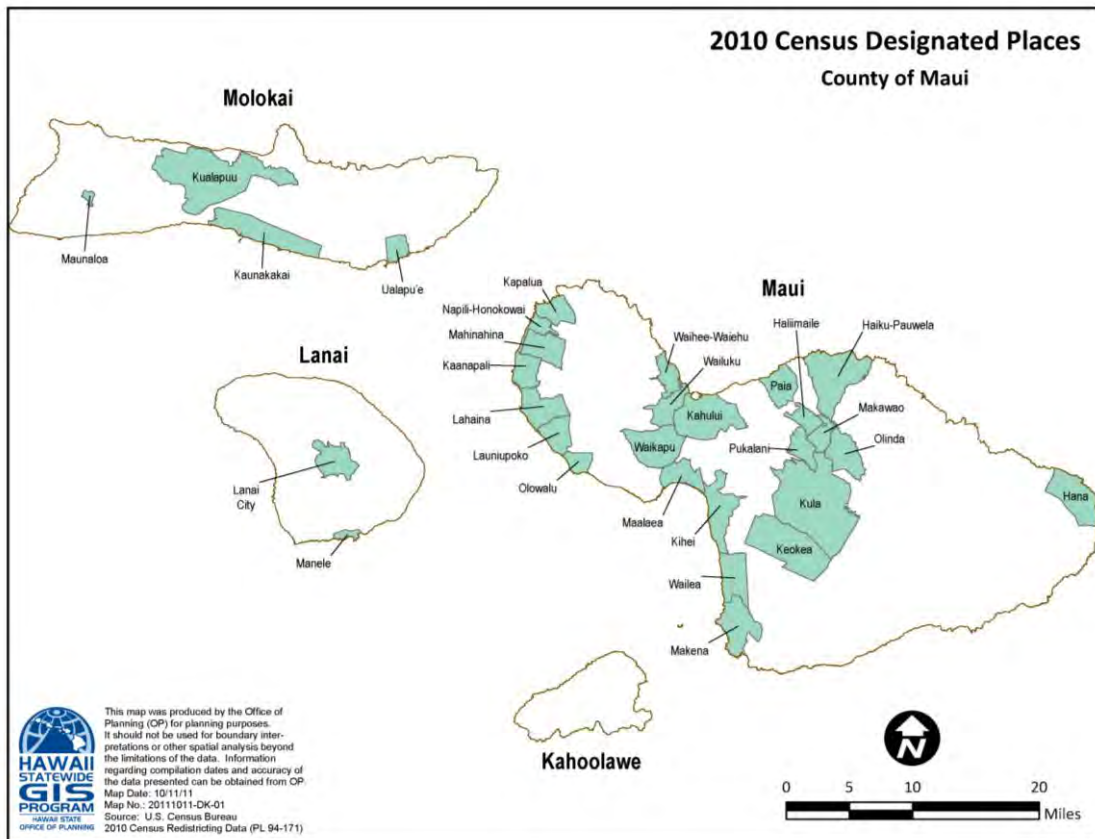 2010 Census Designated Places
County of Maui
Molokai
Kualapuu
Maunaloa
Kaunakakai
Ualapu'e
Lanai
Lanai
City
Manele
Maui
Kapalua
Napili-Honokowai
Mahinahina
Kaanapali
Lahaina
Launiupoko
Olowalu
Waihee-Waiehu
Wailuku
Kahului
Waikapu
Maalaea
Kihei
Wailea
Makena
Haliimaile
Haiku-Pauwela
Paia
Makawao
Pukalani
Olinda
Kula
Keokea
Hana
Kahoolawe
HAWAII
STATEWIDE
GIS
PROGRAM
HAWAII STATE
OFFICE OF PLANNING
This map was produced by the Office of
Planning (OP) for planning purposes.
It should not be used for boundary inter-
pretations or other spatial analysis beyond
the limitations of the data. Information
regarding compilation dates and accuracy of
the data presented can be obtained from OP.
Map Date: 10/11/11
Map No.: 20111011-DK-01
Source: U.S. Census Bureau
2010 Census Redistricting Data (PL 94-171)
N
0 5 10 20
Miles